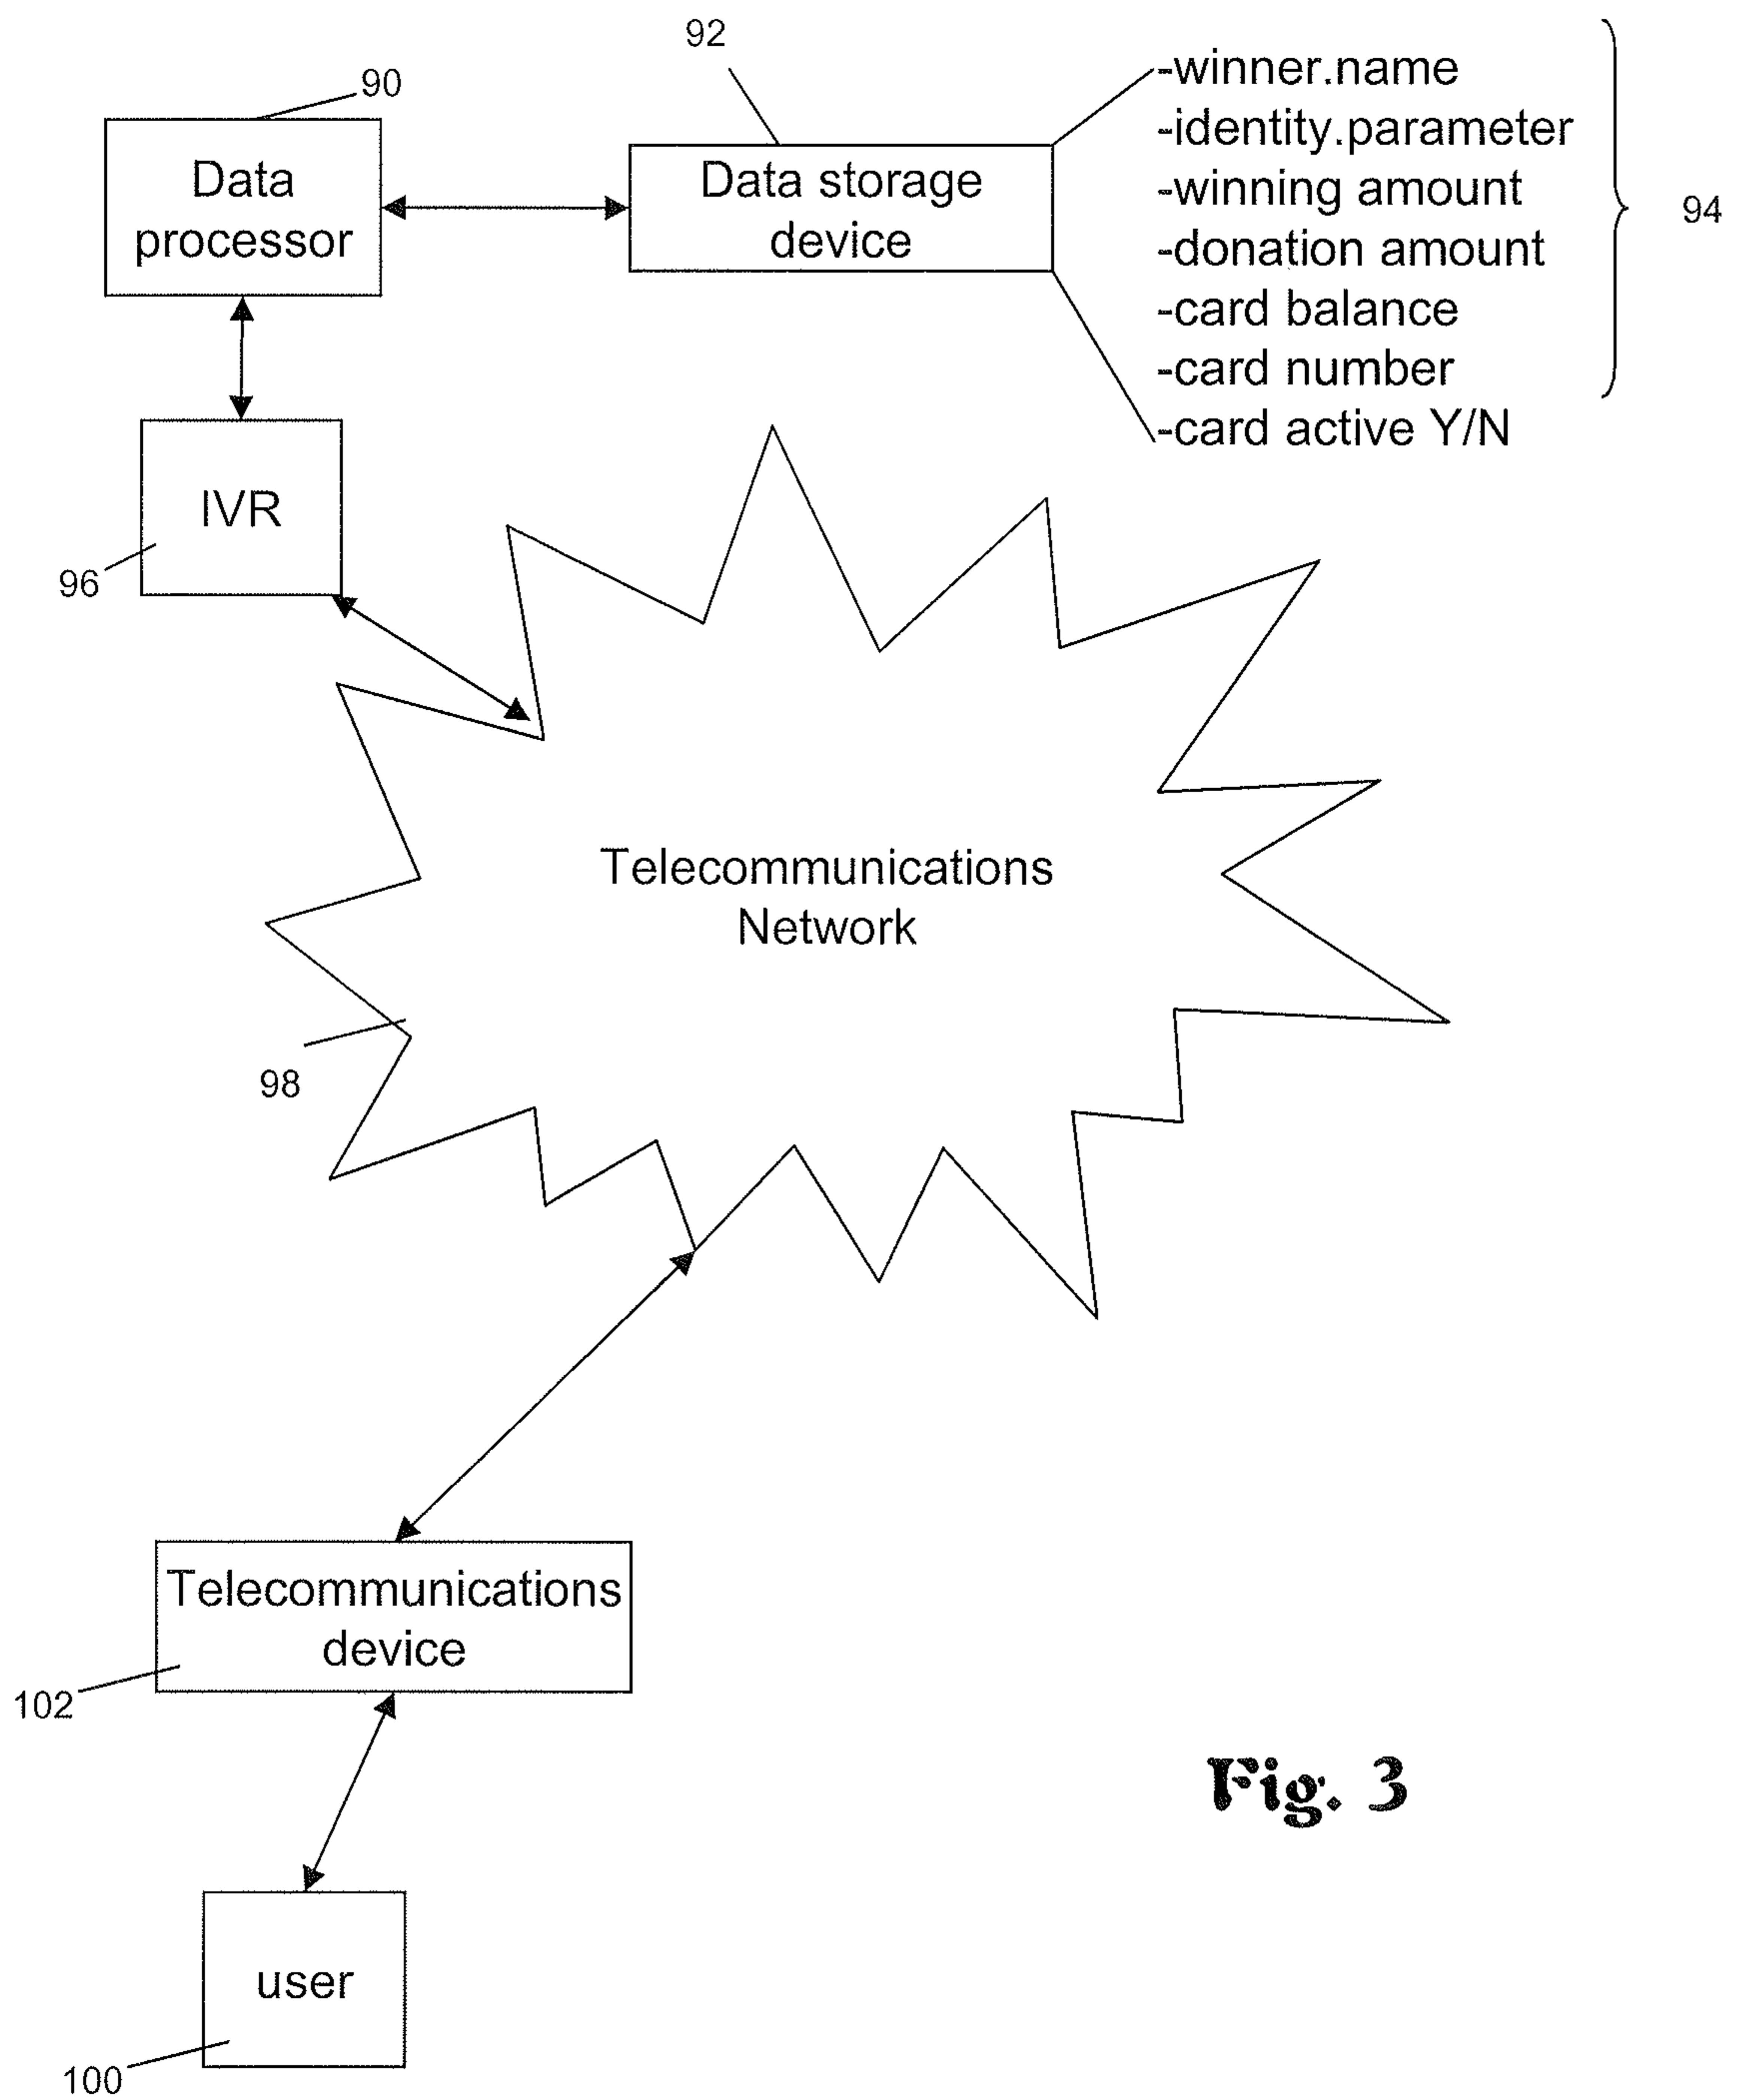 92
-winner.name
90
-identity.parameter
Data
processor
Data storage
device
-winning amount
94
-donation amount
-card balance
-card number
-card active Y/N
IVR
96
Telecommunications
Network
98
Telecommunications
device
102
Fig. 3
user
100